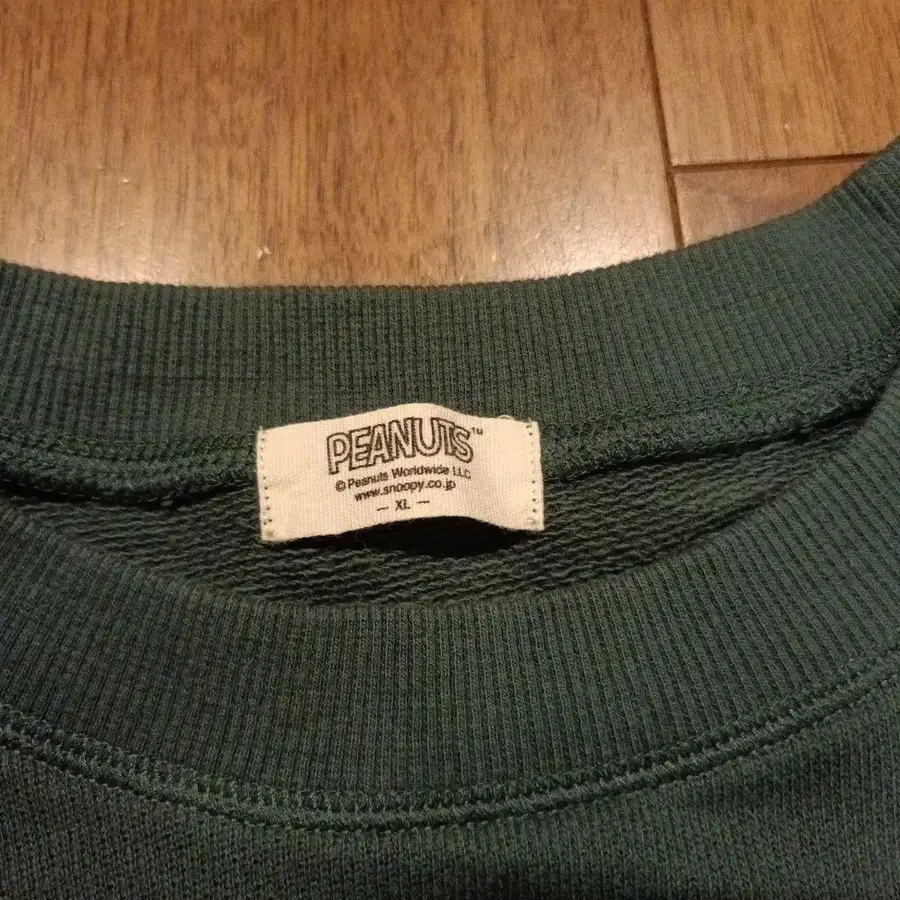 PEANUTS™
© Peanuts Worldwide LLC
www.snoopy.co.jp
– XL –